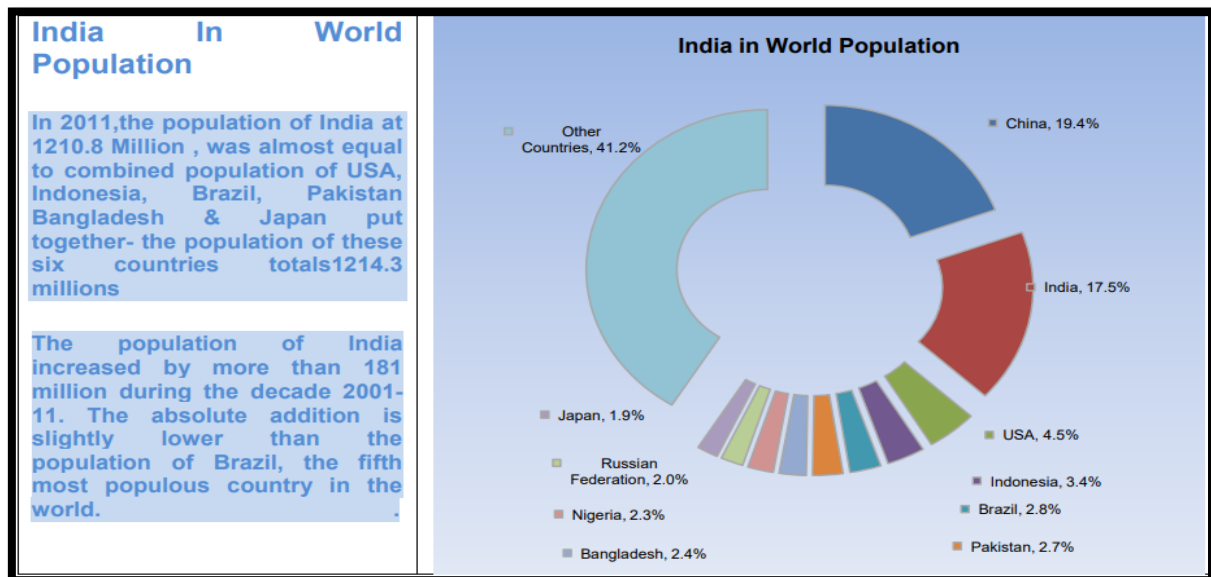 India In World
Population
In 2011,the population of India at
1210.8 Million , was almost equal
to combined population of USA,
Indonesia, Brazil, Pakistan
Bangladesh & Japan put
together- the population of these
six countries totals1214.3
millions
The population of India
increased by more than 181
million during the decade 2001-
11. The absolute addition is
slightly lower than the
population of Brazil, the fifth
most populous country in the
world. .
India in World Population
Other
Countries, 41.2%
China, 19.4%
India, 17.5%
Japan, 1.9%
USA, 4.5%
Russian
Federation, 2.0%
Indonesia, 3.4%
Nigeria, 2.3%
Brazil, 2.8%
Bangladesh, 2.4%
Pakistan, 2.7%